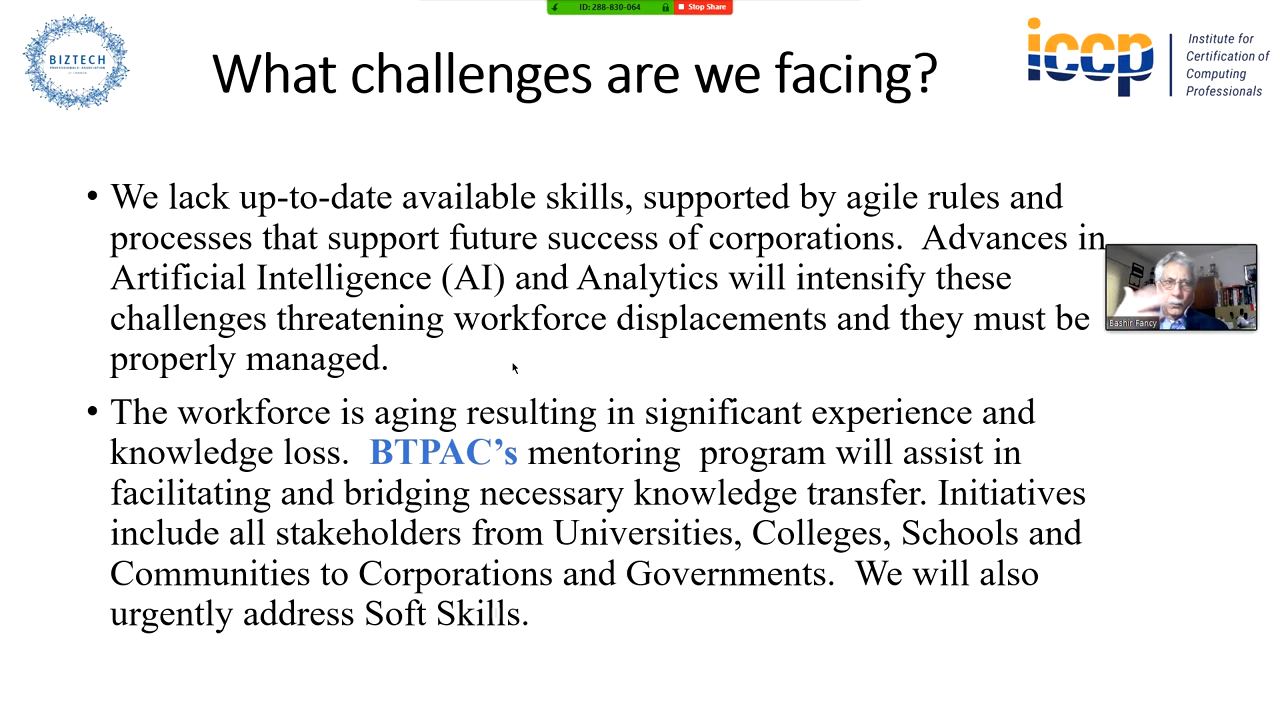 ID: 288-830-064
Stop Share
BIZTECH
What challenges are we facing?
iccp
Institute for
Certification of
Computing
Professionals
• We lack up-to-date available skills, supported by agile rules and
processes that support future success of corporations.  Advances in
Artificial Intelligence (AI) and Analytics will intensify these
challenges threatening workforce displacements and they must be
properly managed.
Bashir Fancy
• The workforce is aging resulting in significant experience and
knowledge loss.  BTPAC’s mentoring  program will assist in
facilitating and bridging necessary knowledge transfer. Initiatives
include all stakeholders from Universities, Colleges, Schools and
Communities to Corporations and Governments.  We will also
urgently address Soft Skills.